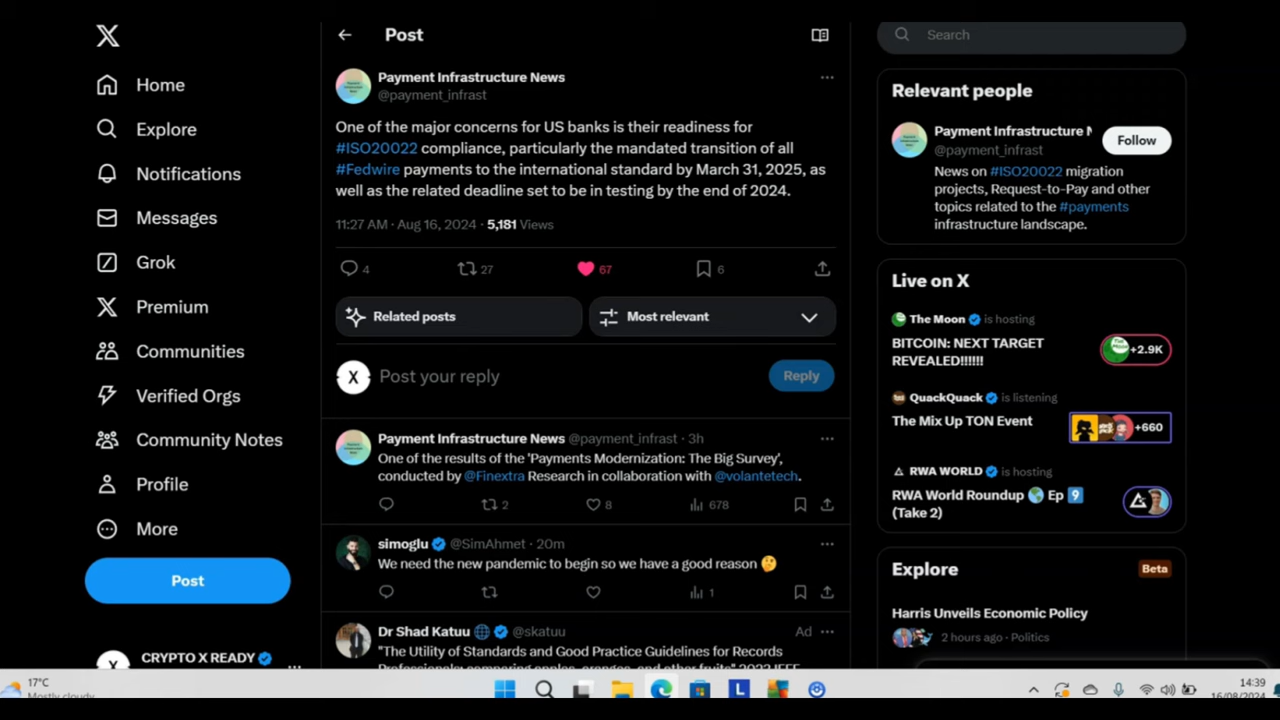 Home
Explore
Notifications
Messages
Grok
Premium
Communities
Verified Orgs
Community Notes
Profile
More
Post
CRYPTO X READY
Post
Payment Infrastructure News
@payment_infrast
One of the major concerns for US banks is their readiness for
#ISO20022 compliance, particularly the mandated transition of all
#Fedwire payments to the international standard by March 31, 2025, as
well as the related deadline set to be in testing by the end of 2024.
11:27 AM · Aug 16, 2024 · 5,181 Views
4 27 67 6
Related posts
Most relevant
X Post your reply
Reply
Payment Infrastructure News @payment_infrast · 3h
One of the results of the 'Payments Modernization: The Big Survey',
conducted by @Finextra Research in collaboration with @volantetech.
2 8 678
simoglu @SimAhmet · 20m
We need the new pandemic to begin so we have a good reason 🤔
1
Dr Shad Katuu @skatuu Ad
"The Utility of Standards and Good Practice Guidelines for Records
Professionals: comparing apples, oranges, and other fruits" 2022 IEEE
Search
Relevant people
Payment Infrastructure
@payment_infrast
Follow
News on #ISO20022 migration
projects, Request-to-Pay and other
topics related to the #payments
infrastructure landscape.
Live on X
The Moon is hosting
BITCOIN: NEXT TARGET
REVEALED!!!!!!
+2.9K
QuackQuack is listening
The Mix Up TON Event
+660
RWA WORLD is hosting
RWA World Roundup 🌎 Ep 9️⃣
(Take 2)
Explore
Beta
Harris Unveils Economic Policy
2 hours ago · Politics
17°C
Mostly cloudy
14:39
16/08/2024